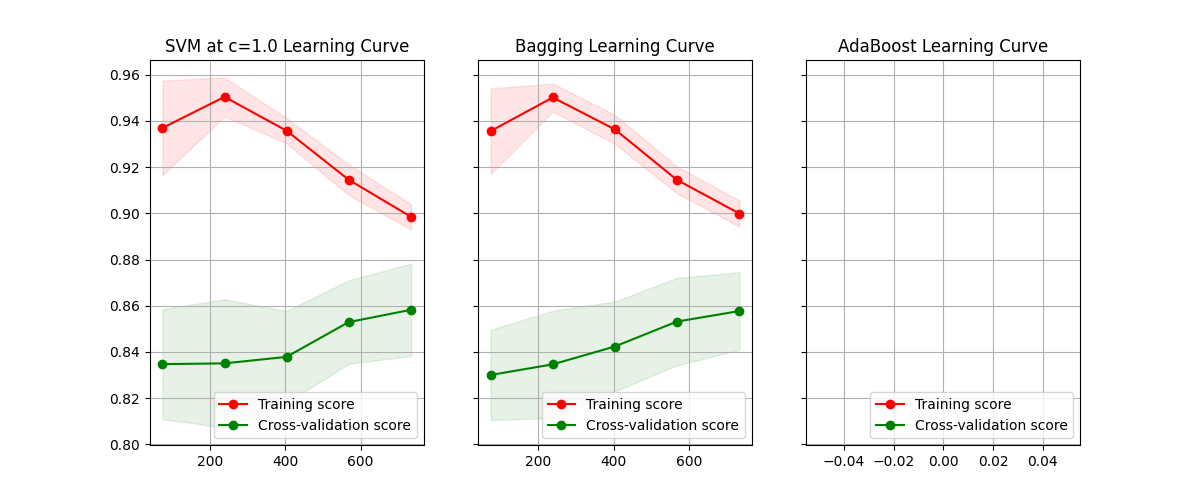 SVM at c=1.0 Learning Curve
0.96
0.94
0.92
0.90
0.88
0.86
0.84
0.82
0.80
200
400
600
Training score
Cross-validation score
Bagging Learning Curve
200
400
600
Training score
Cross-validation score
AdaBoost Learning Curve
−0.04
−0.02
0.00
0.02
0.04
Training score
Cross-validation score